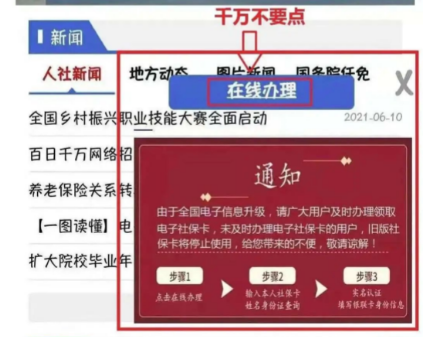 千万不要点
新闻
人社新闻 地方动态 图片新闻 国务院任免
在线办理
X
全国乡村振兴职业技能大赛全面启动 2021-06-10
百日千万网络招
养老保险关系转
【一图读懂】电
扩大院校毕业年
通知
由于全国电子信息升级，请广大用户及时办理领取
电子社保卡，未及时办理电子社保卡的用户，旧版社
保卡将停止使用，给您带来的不便，敬请谅解！
步骤1 步骤2 步骤3
点击在线办理 输入本人社保卡 实名认证
姓名身份证查询 填写银联卡身份信息